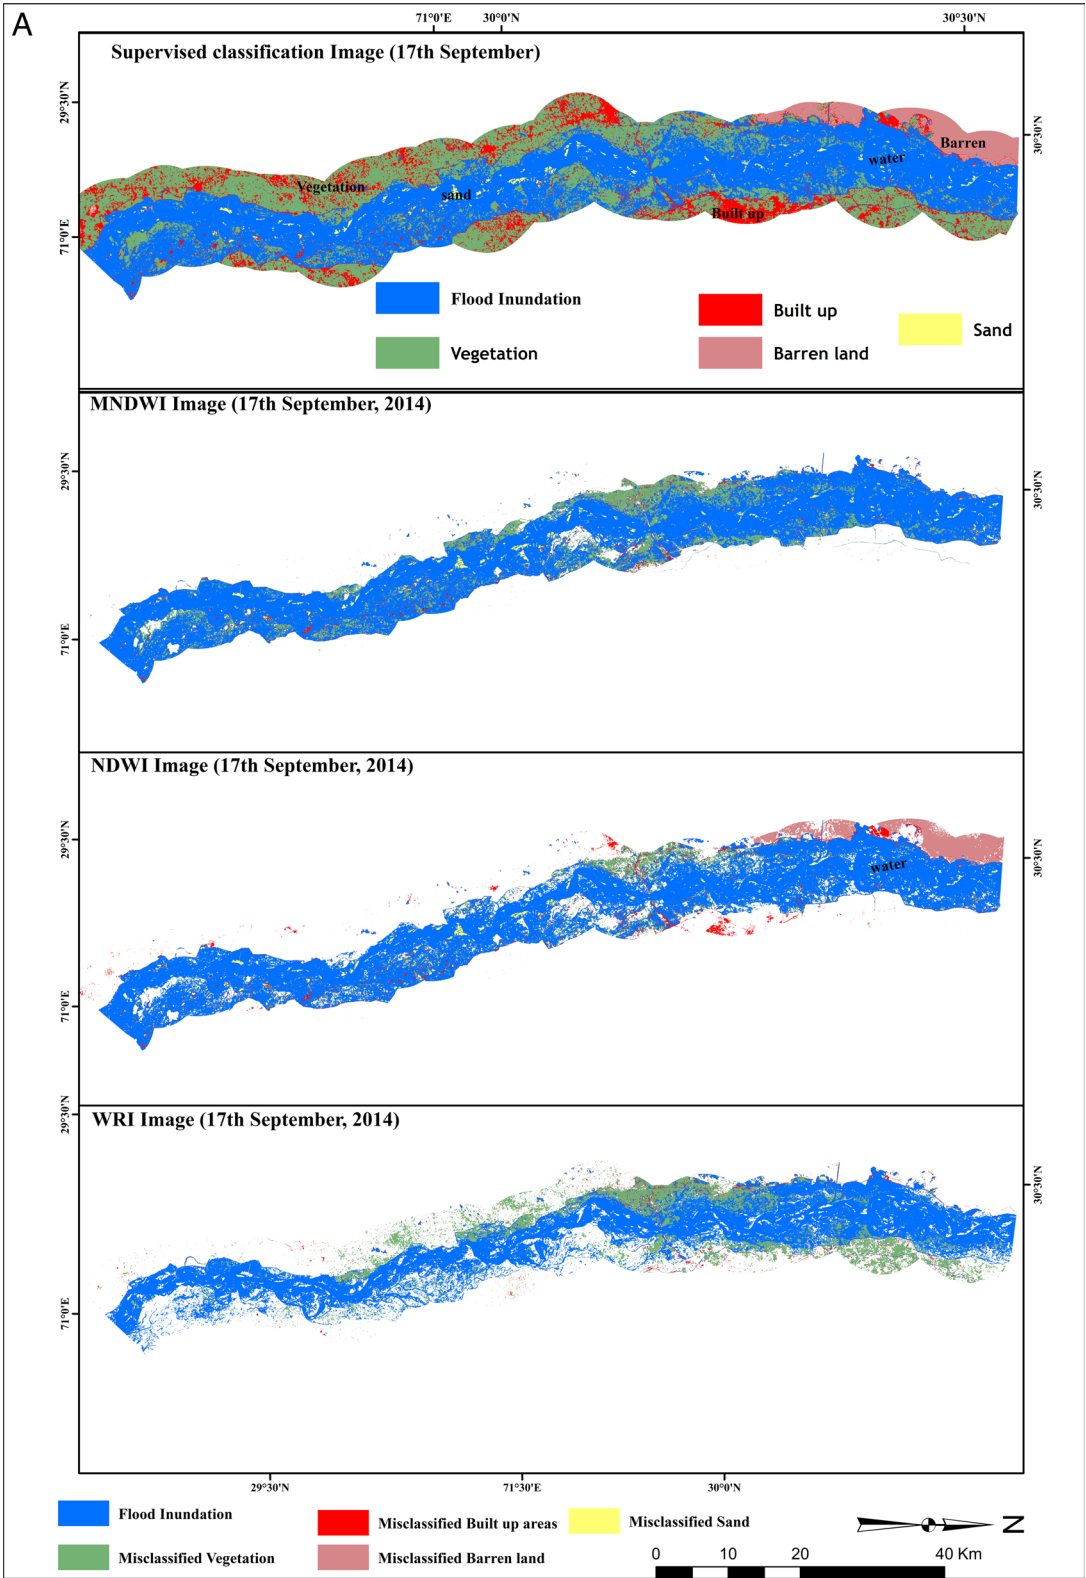 A
71°0'E 30°0'N 30°30'N
Supervised classification Image (17th September)
29°30'N
30°30'N
Barren
water
Vegetation
sand
Built up
71°0'E
Flood Inundation
Built up
Sand
Vegetation
Barren land
MNDWI Image (17th September, 2014)
29°30'N
30°30'N
71°0'E
NDWI Image (17th September, 2014)
29°30'N
30°30'N
water
71°0'E
WRI Image (17th September, 2014)
29°30'N
30°30'N
71°0'E
29°30'N 71°30'E 30°0'N
Flood Inundation
Misclassified Built up areas
Misclassified Sand
Misclassified Vegetation
Misclassified Barren land
N
0 10 20 40 Km